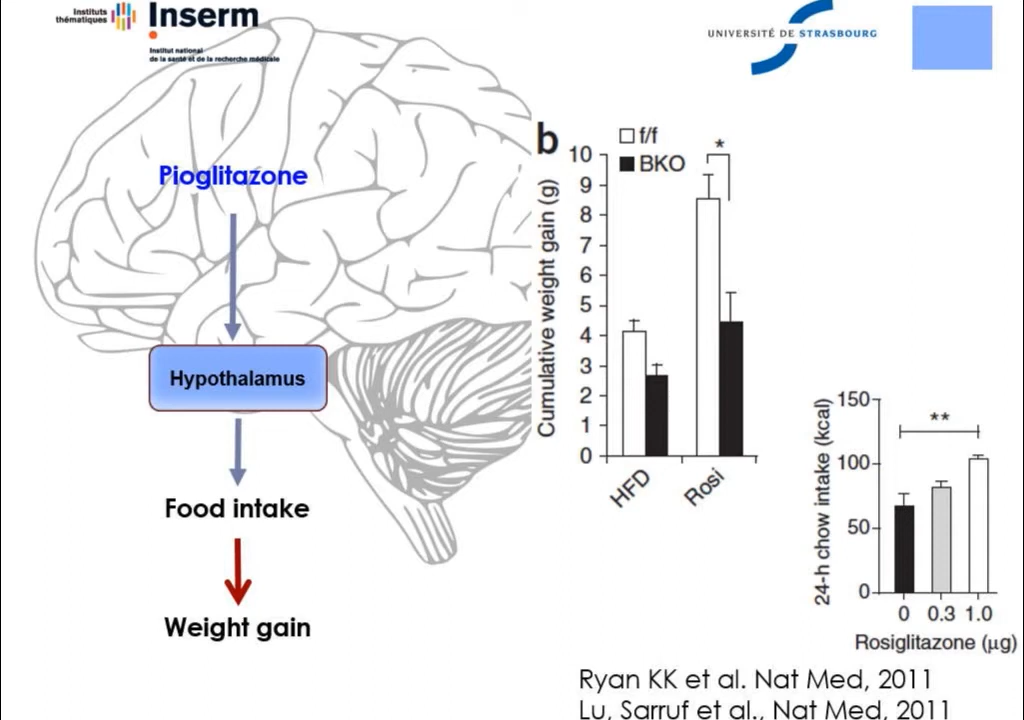 Instituts
thématiques
Inserm
Institut national
de la santé et de la recherche médicale
UNIVERSITÉ DE STRASBOURG
Pioglitazone
Hypothalamus
Food intake
Weight gain
b
f/f
BKO
*
Cumulative weight gain (g)
10
9
8
7
6
5
4
3
2
1
0
HFD
Rosi
24-h chow intake (kcal)
150
100
50
0
**
0 0.3 1.0
Rosiglitazone (μg)
Ryan KK et al. Nat Med, 2011
Lu, Sarruf et al., Nat Med, 2011